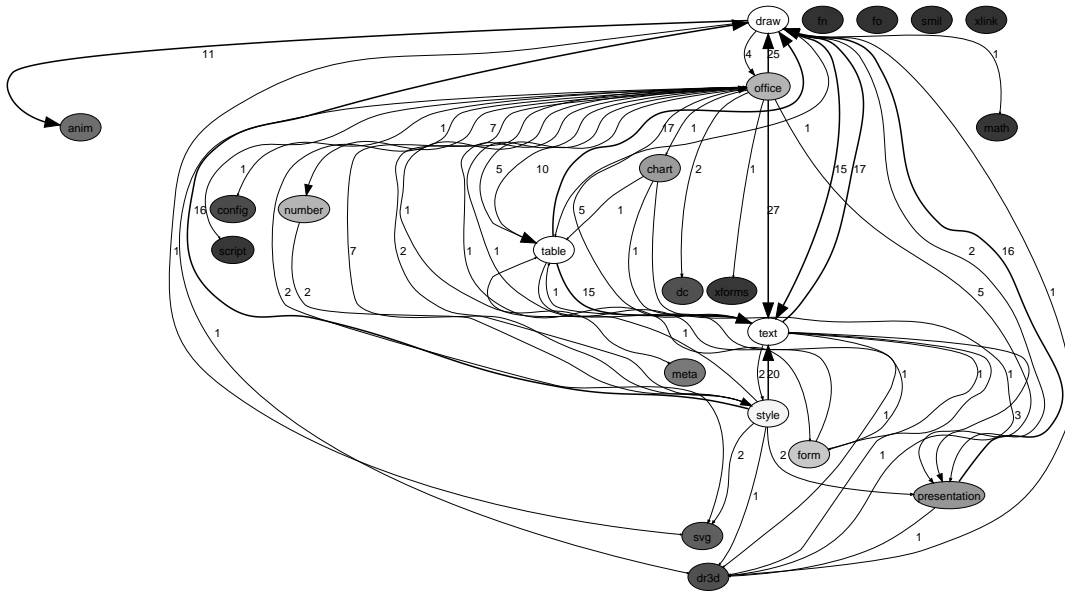 draw fn fo smil xlink
11 4 25 1
office
anim 1 7 17 1 1 math
5 10 chart 2 1 15 17
1
config number 16 1 5 1 27
script 1 7 2 1 1 table 1 2 16
2 2 1 15 dc xforms 5 1
1 1 text
meta 2 20 1 1 1
style 3
1
2 2 form 1
1 presentation
svg 1
dr3d